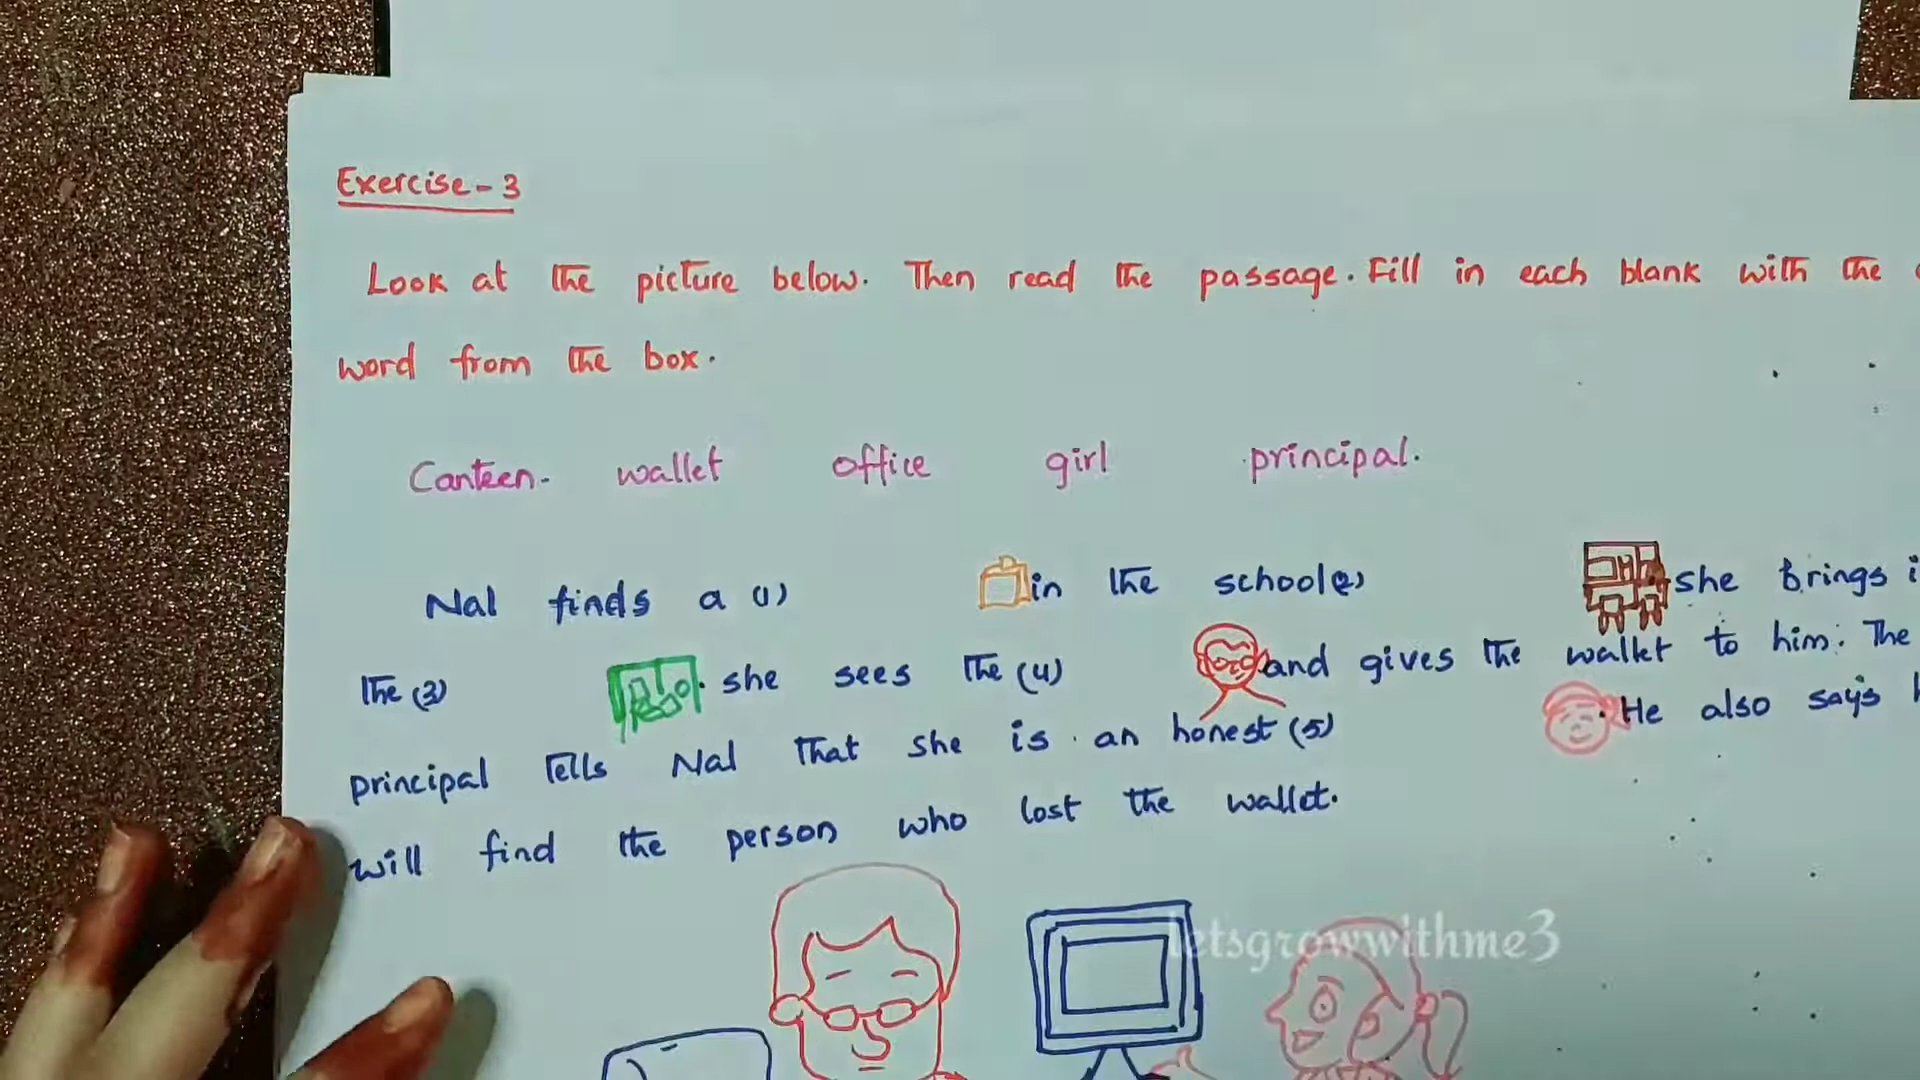 Exercise-3
Look at the picture below. Then read the passage. Fill in each blank with the
word from the box.
Canteen. wallet office girl principal.
Nal finds a (1) in the school(2) she brings
the (3) . she sees the (4) and gives the wallet to him. The
principal tells Nal that she is an honest (5) . He also says
will find the person who lost the wallet.
letsgrowwithme3